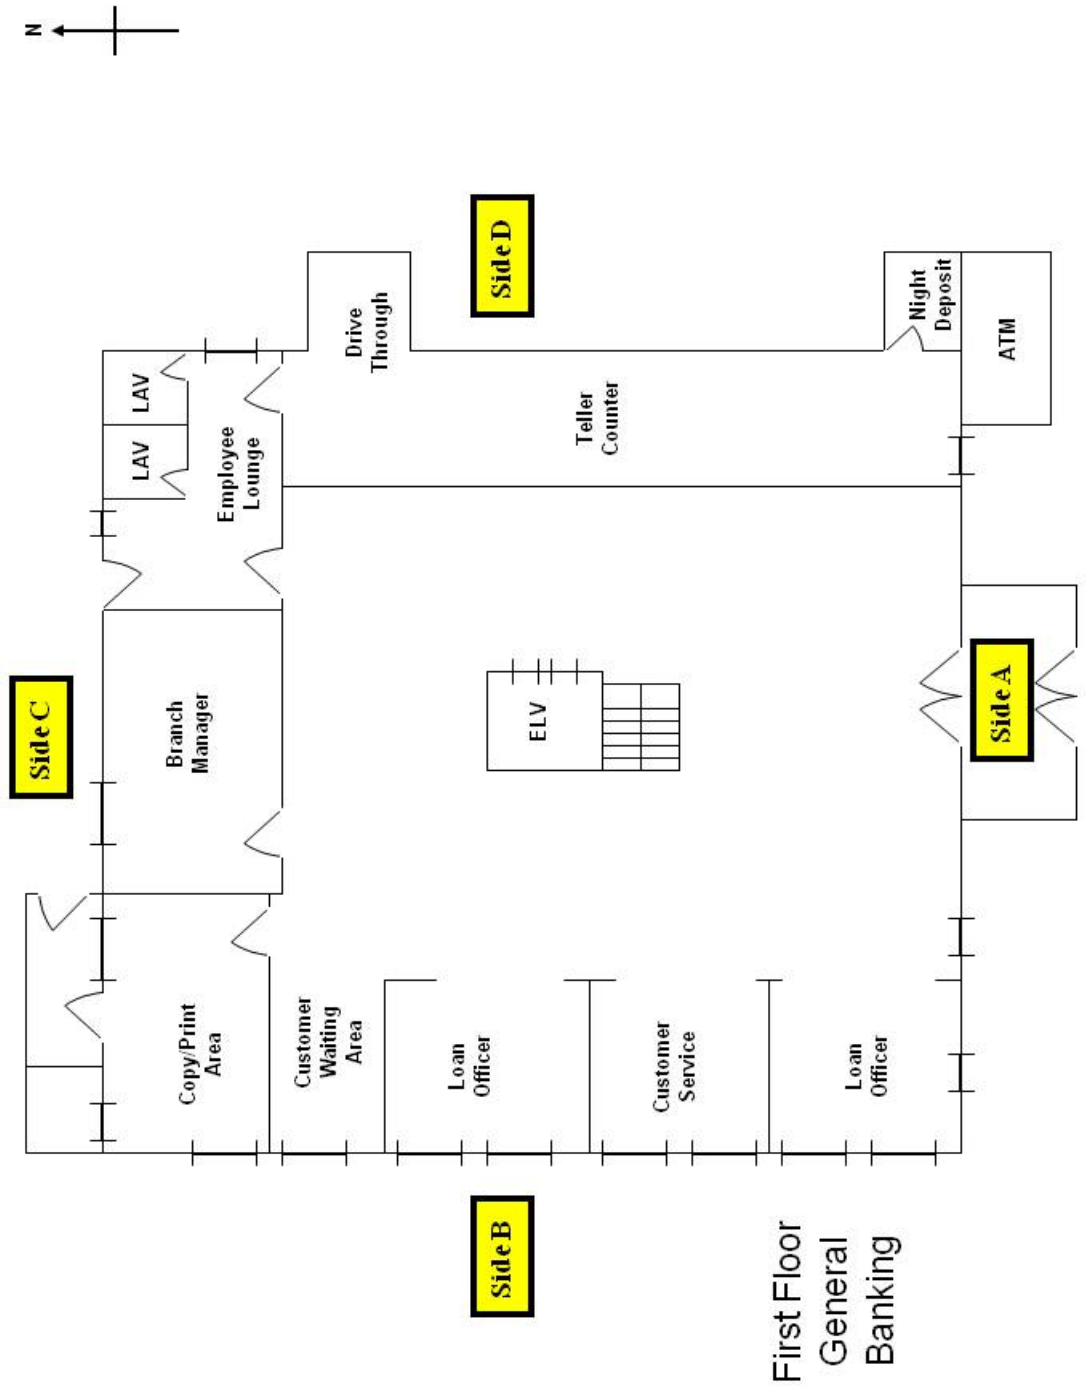 N
Side C
LAV
LAV
Copy/Print
Area
Branch
Manager
Employee
Lounge
Customer
Waiting
Area
Drive
Through
Loan
Officer
Side B
Side D
ELV
Teller
Counter
Customer
Service
First Floor
General
Banking
Loan
Officer
Night
Deposit
Side A
ATM